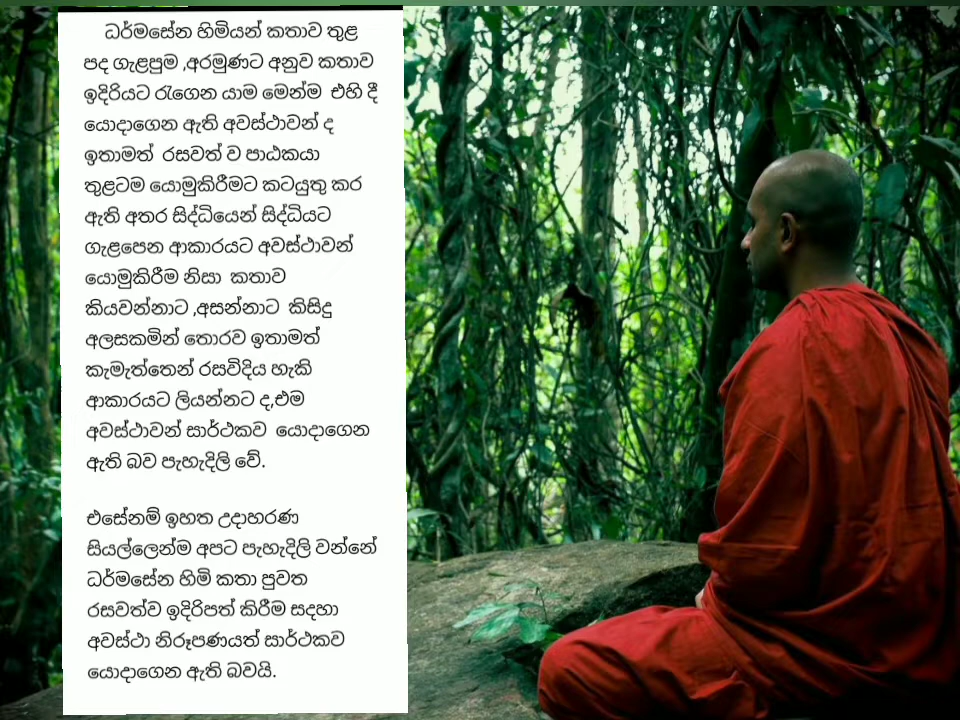 ධර්මසේන හිමියන් කතාව තුළ
පද ගැළපුම ,අරමුණට අනුව කතාව
ඉදිරියට රැගෙන යාම මෙන්ම එහි දී
යොදාගෙන ඇති අවස්ථාවන් ද
ඉතාමත් රසවත් ව පාඨකයා
තුළටම යොමුකිරීමට කටයුතු කර
ඇති අතර සිද්ධියෙන් සිද්ධියට
ගැළපෙන ආකාරයට අවස්ථාවන්
යොමුකිරීම නිසා කතාව
කියවන්නාට ,අසන්නාට කිසිදු
අලසකමින් තොරව ඉතාමත්
කැමැත්තෙන් රසවිදිය හැකි
ආකාරයට ලියන්නට ද,එම
අවස්ථාවන් සාර්ථකව යොදාගෙන
ඇති බව පැහැදිලි වේ.
එසේනම් ඉහත උදාහරණ
සියල්ලෙන්ම අපට පැහැදිලි වන්නේ
ධර්මසේන හිමි කතා පුවත
රසවත්ව ඉදිරිපත් කිරීම සදහා
අවස්ථා නිරූපණයත් සාර්ථකව
යොදාගෙන ඇති බවයි.